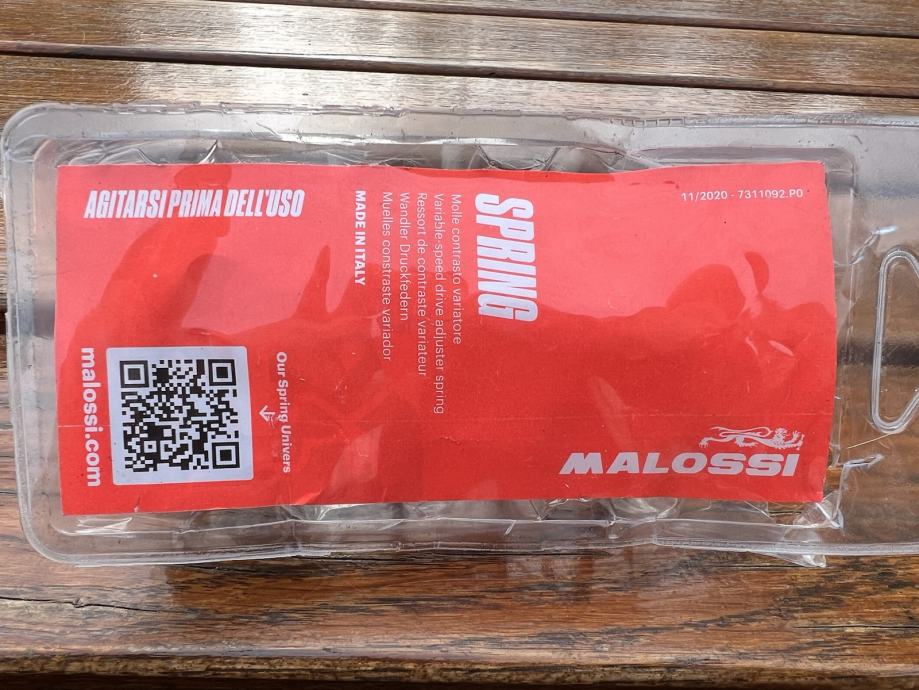 11/2020 - 7311092.P0
MALOSSI
SPRING
Molle contrasto variatore
Variable-speed drive adjuster spring
Ressort de contraste variateur
Wandler Druckfedern
Muelles constraste variador
MADE IN ITALY
AGITARSI PRIMA DELL'USO
Our Spring Univers
malossi.com